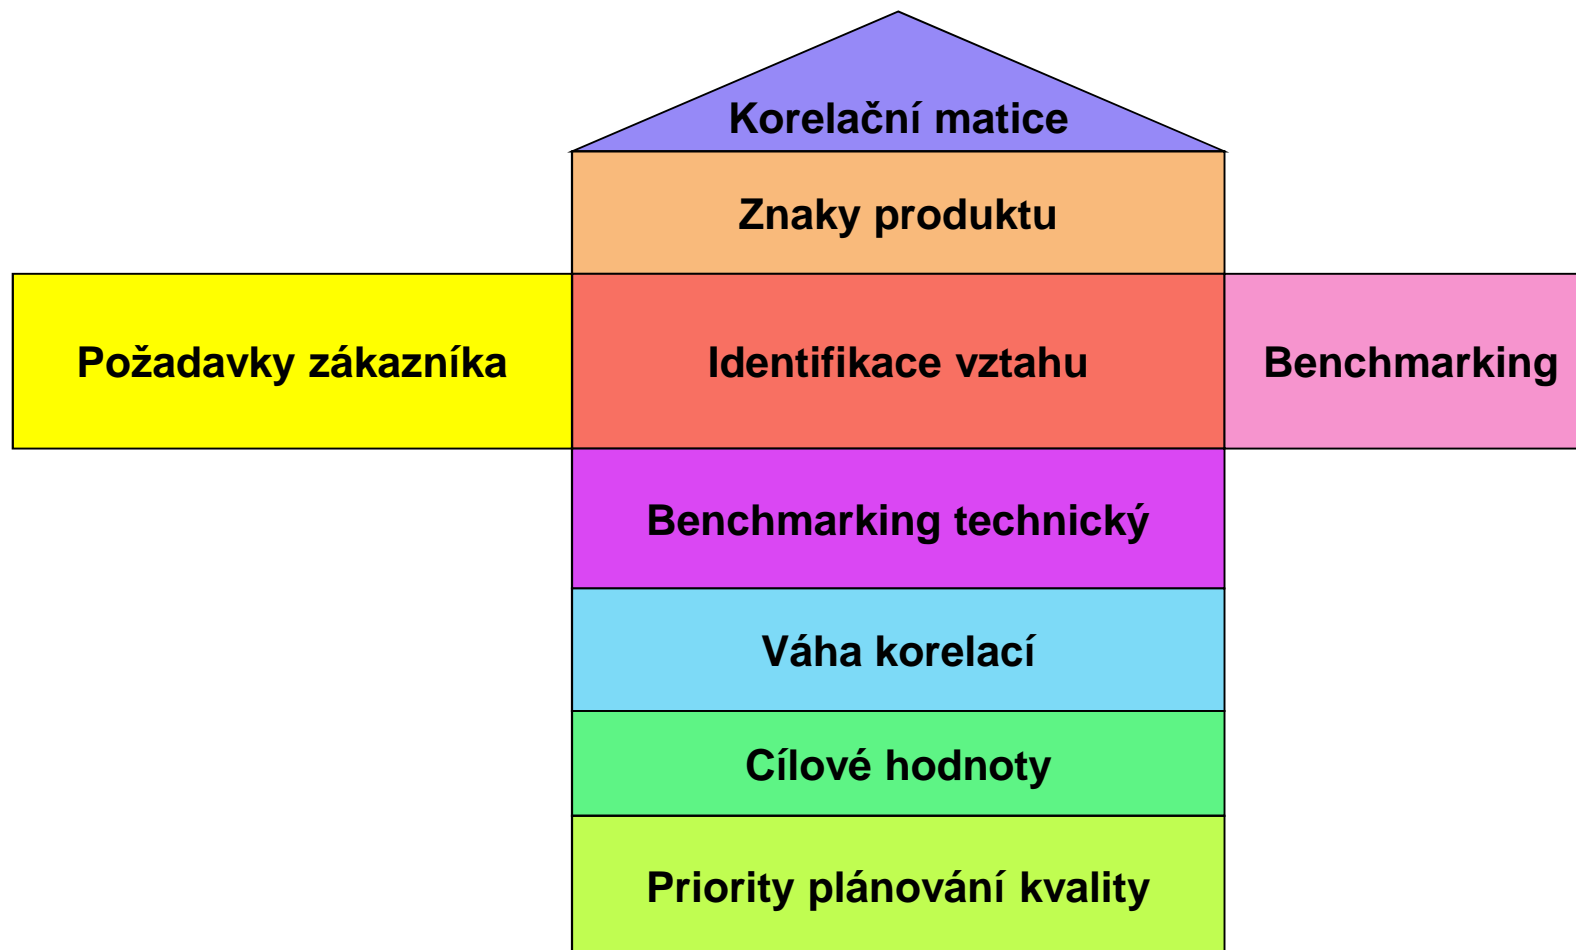 Korelační matice
Znaky produktu
Požadavky zákazníka
Identifikace vztahu
Benchmarking
Benchmarking technický
Váha korelací
Cílové hodnoty
Priority plánování kvality